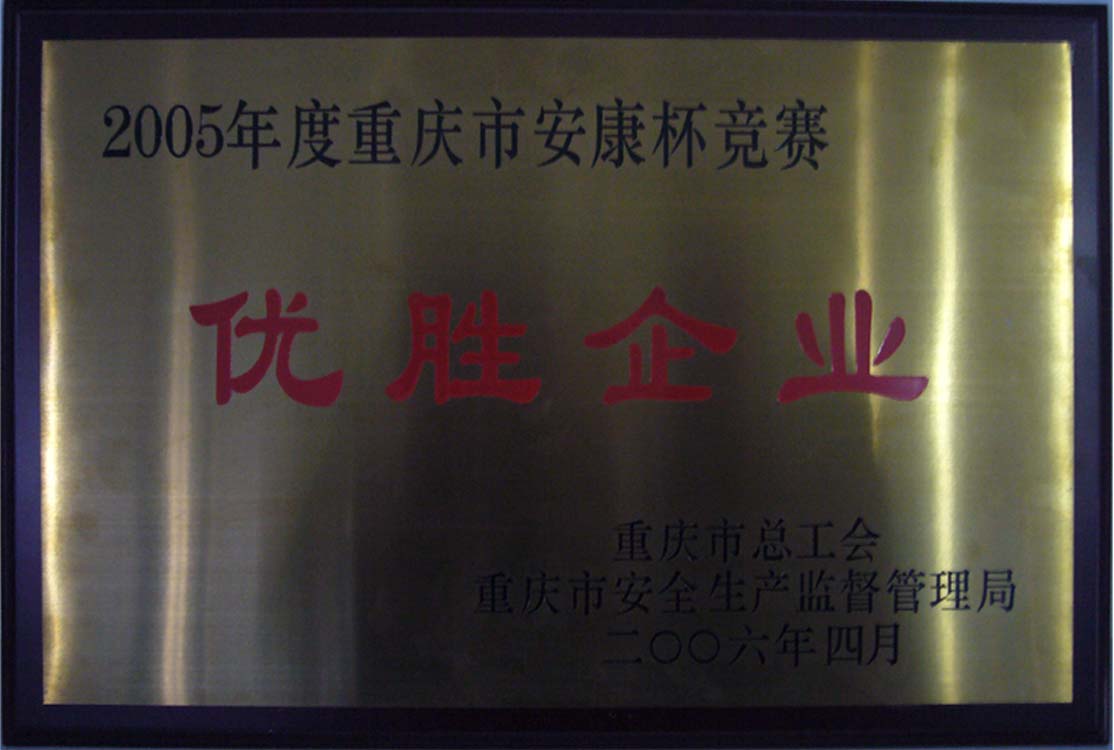 2005年度重庆市安康杯竞赛
优胜企业
重庆市总工会
重庆市安全生产监督管理局
二〇〇六年四月